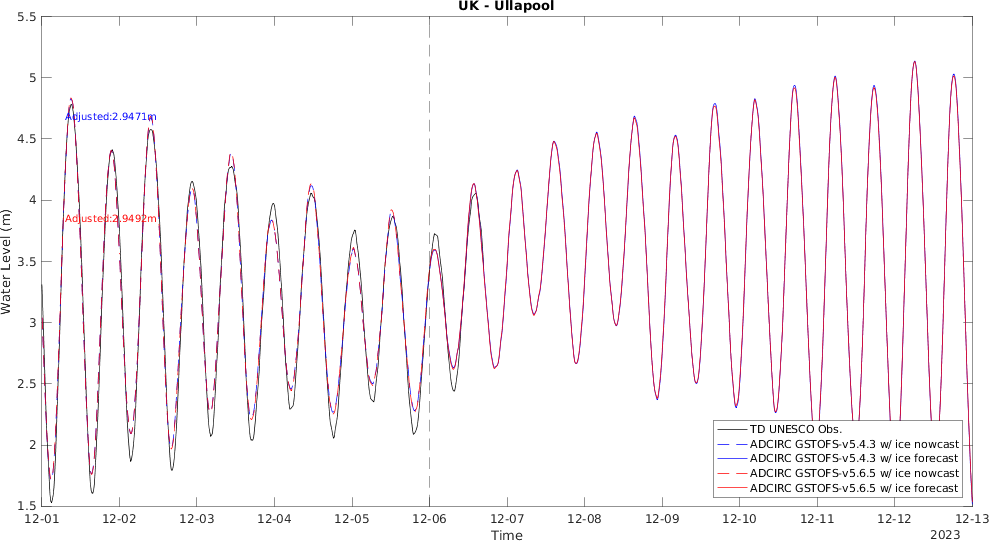 UK - Ullapool
5.5
5
4.5
4
3.5
3
2.5
2
1.5
Water Level (m)
Adjusted:2.9471m
Adjusted:2.9492m
TD UNESCO Obs.
ADCIRC GSTOFS-v5.4.3 w/ ice nowcast
ADCIRC GSTOFS-v5.4.3 w/ ice forecast
ADCIRC GSTOFS-v5.6.5 w/ ice nowcast
ADCIRC GSTOFS-v5.6.5 w/ ice forecast
12-01 12-02 12-03 12-04 12-05 12-06 12-07 12-08 12-09 12-10 12-11 12-12 12-13
Time
2023